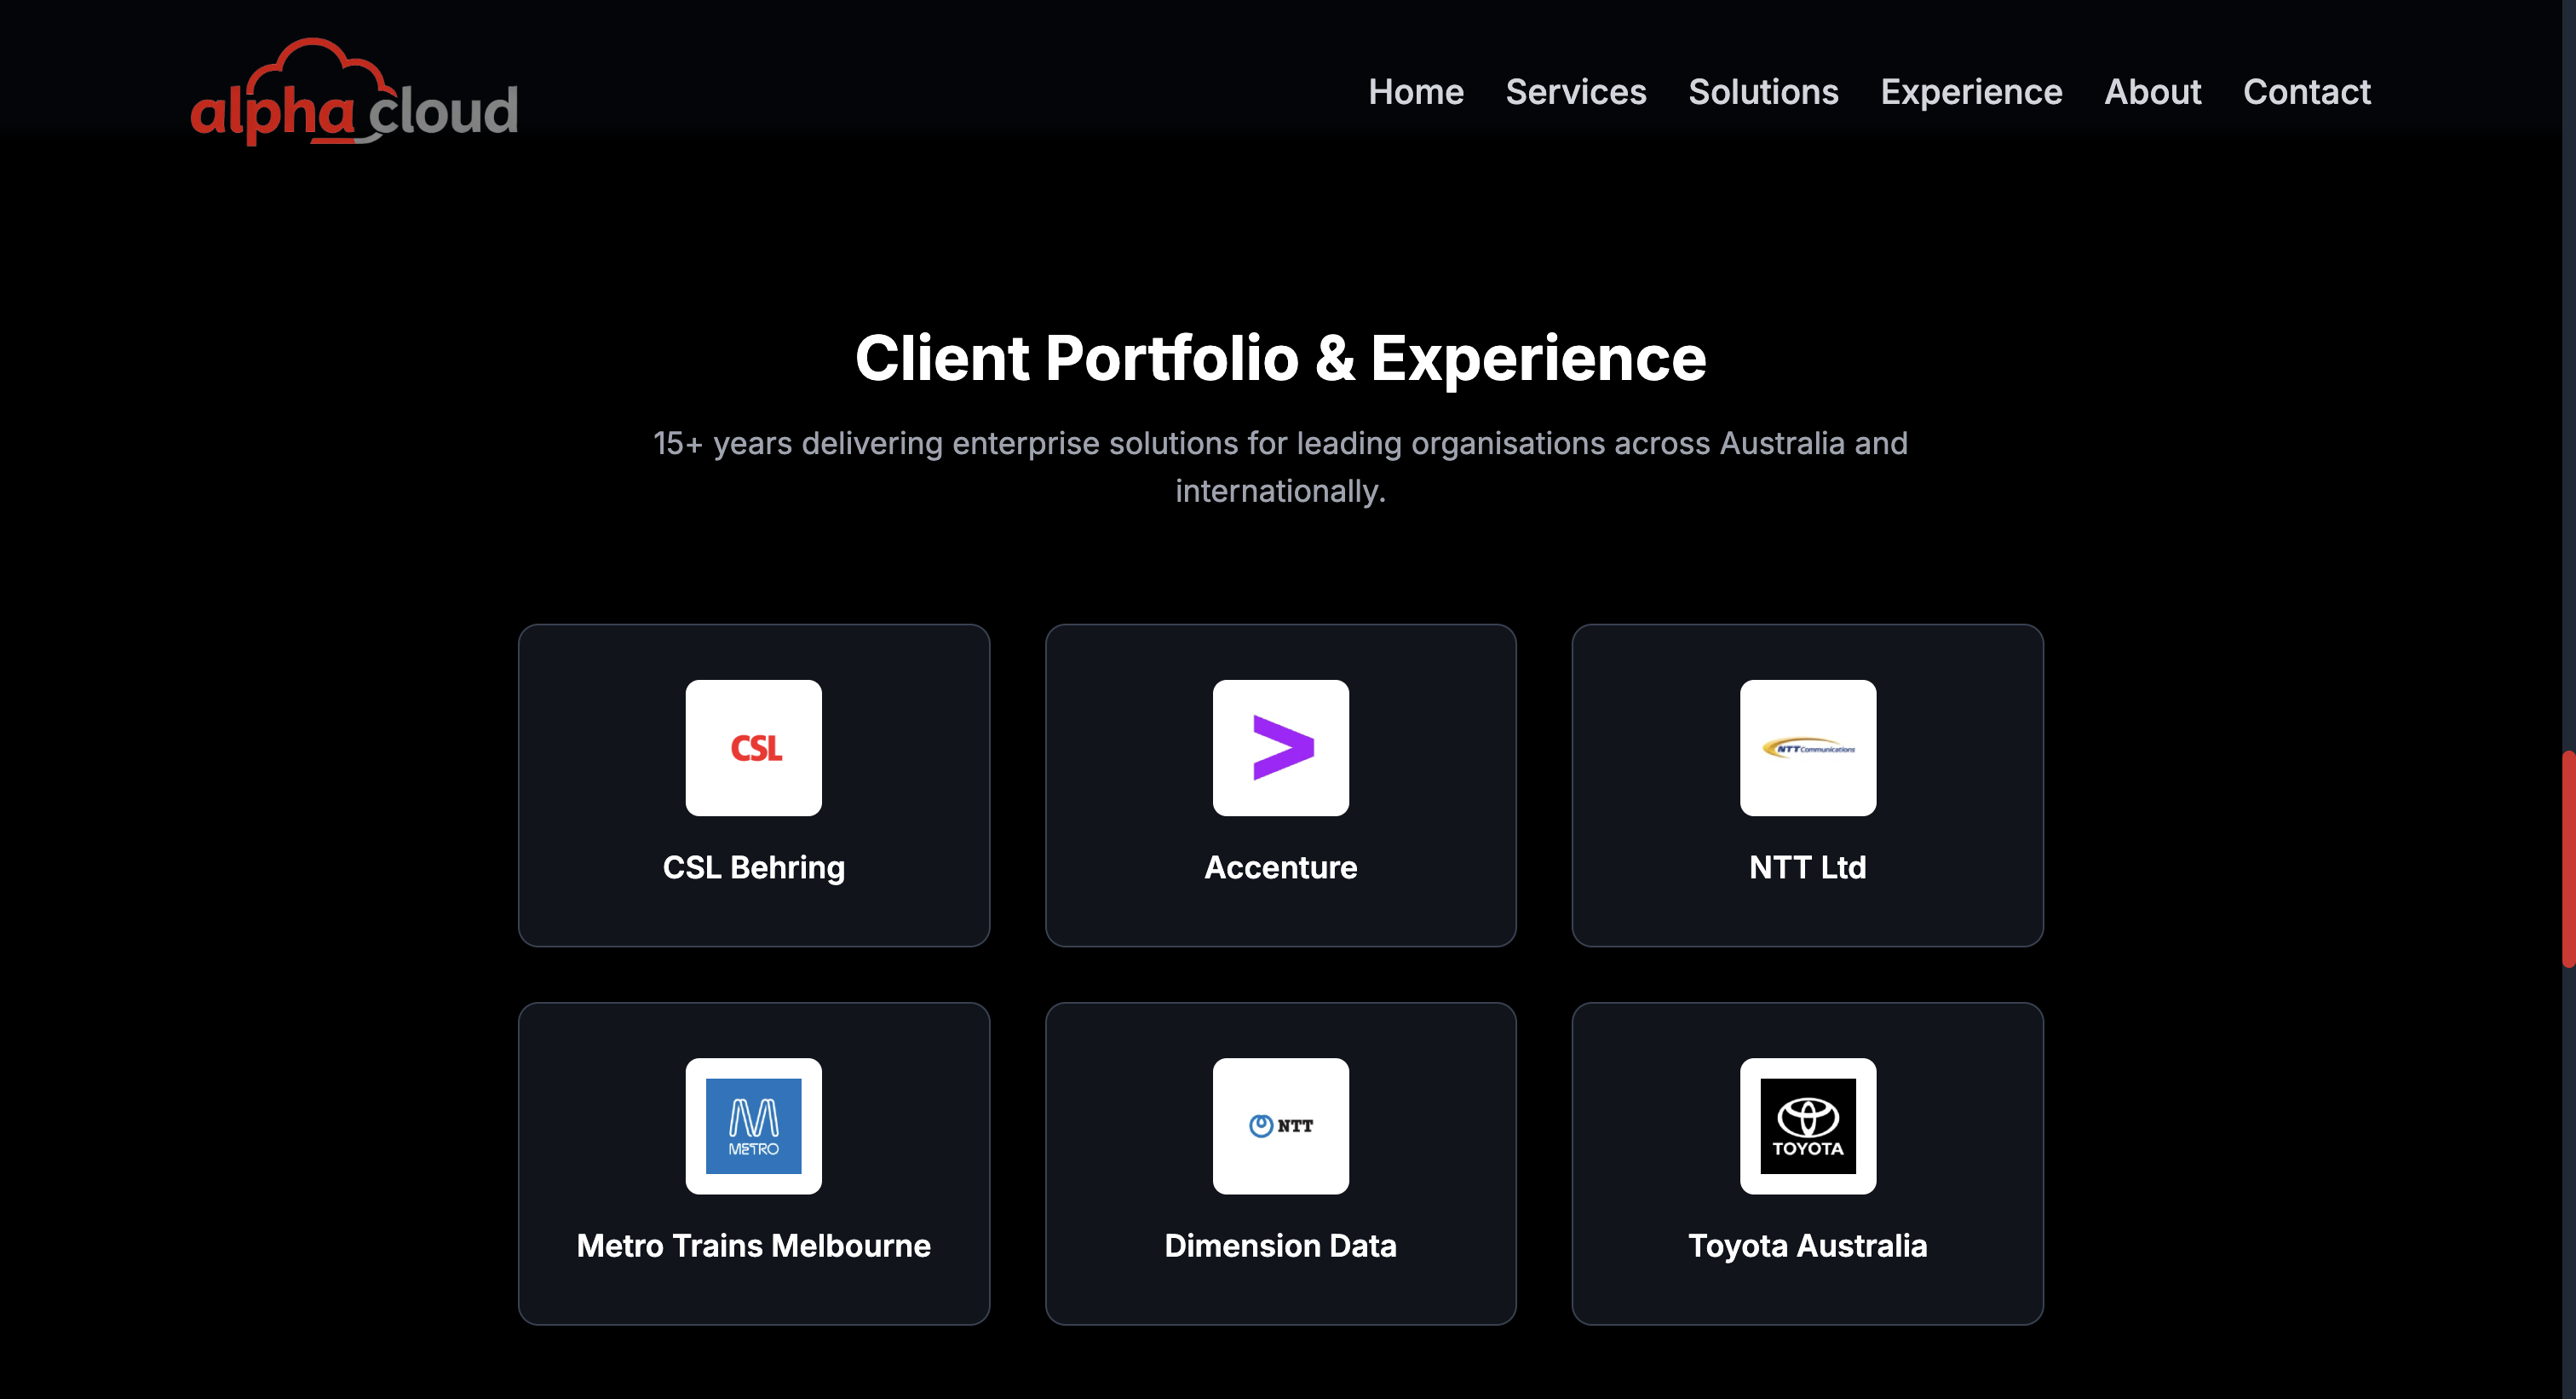 alpha cloud
Home Services Solutions Experience About Contact
Client Portfolio & Experience
15+ years delivering enterprise solutions for leading organisations across Australia and
internationally.
CSL
CSL Behring
Accenture
NTT Communications
NTT Ltd
METRO
Metro Trains Melbourne
NTT
Dimension Data
TOYOTA
Toyota Australia